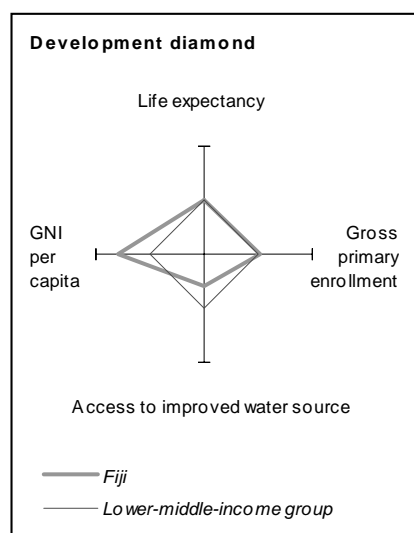 Development diamond
Life expectancy
GNI
per
capita
Gross
primary
enrollment
Access to improved water source
Fiji
Lower-middle-income group